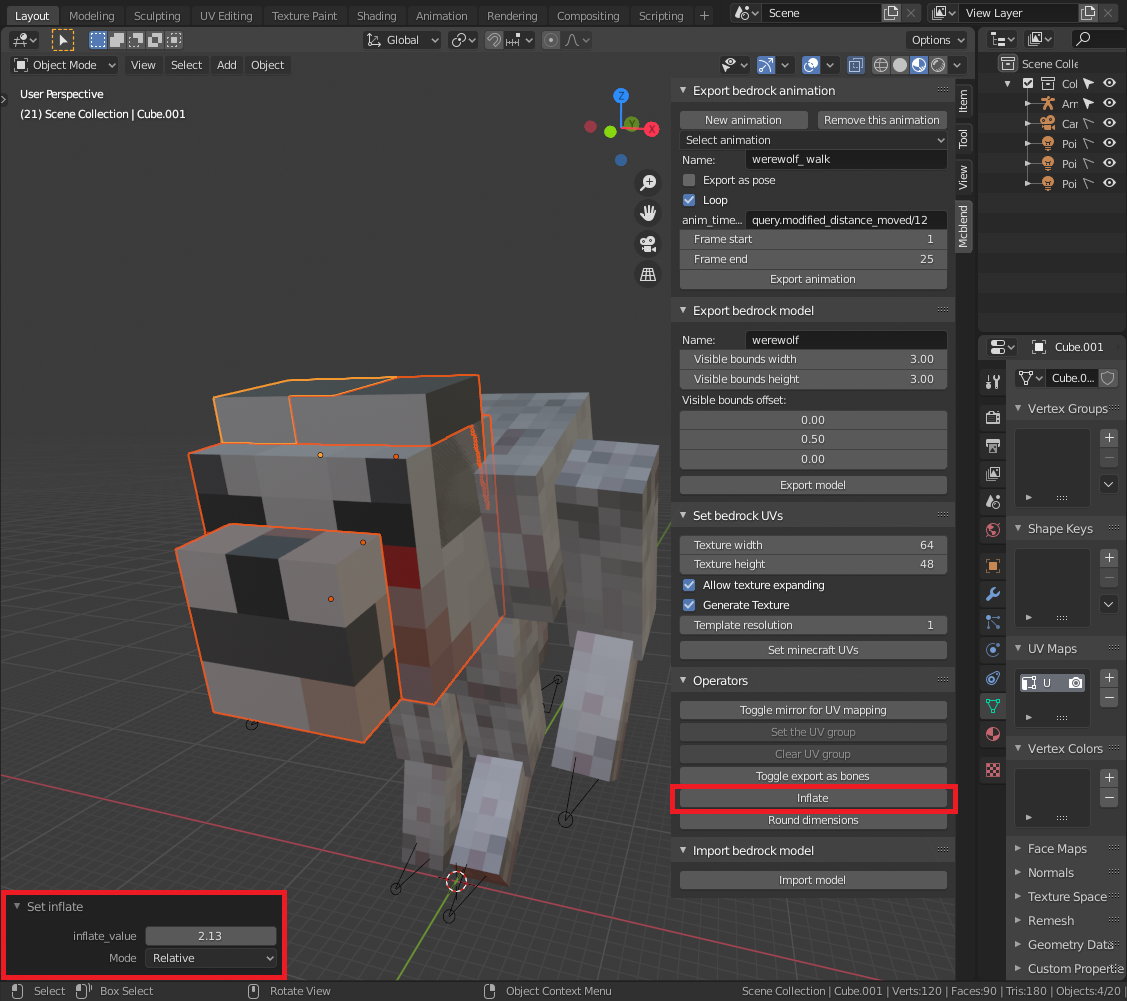 Layout Modeling Sculpting UV Editing Texture Paint Shading Animation Rendering Compositing Scripting + Scene View Layer
Global Options
Object Mode View Select Add Object
User Perspective
(21) Scene Collection | Cube.001
Z
Y
X
Export bedrock animation
New animation Remove this animation
Select animation
Name: werewolf_walk
Export as pose
Loop
anim_time... query.modified_distance_moved/12
Frame start 1
Frame end 25
Export animation
Export bedrock model
Name: werewolf
Visible bounds width 3.00
Visible bounds height 3.00
Visible bounds offset:
0.00
0.50
0.00
Export model
Set bedrock UVs
Texture width 64
Texture height 48
Allow texture expanding
Generate Texture
Template resolution 1
Set minecraft UVs
Operators
Toggle mirror for UV mapping
Set the UV group
Clear UV group
Toggle export as bones
Inflate
Round dimensions
Import bedrock model
Import model
Item
Tool
View
Mcblend
Scene Colle
Col
Arr
Car
Poi
Poi
Poi
Cube.001
Cube.0...
Vertex Groups
Shape Keys
UV Maps
U
Vertex Colors
Face Maps
Normals
Texture Space
Remesh
Geometry Data
Custom Propertie
Set inflate
inflate_value 2.13
Mode Relative
Select Box Select Rotate View Object Context Menu Scene Collection | Cube.001 | Verts:120 | Faces:90 | Tris:180 | Objects:4/20